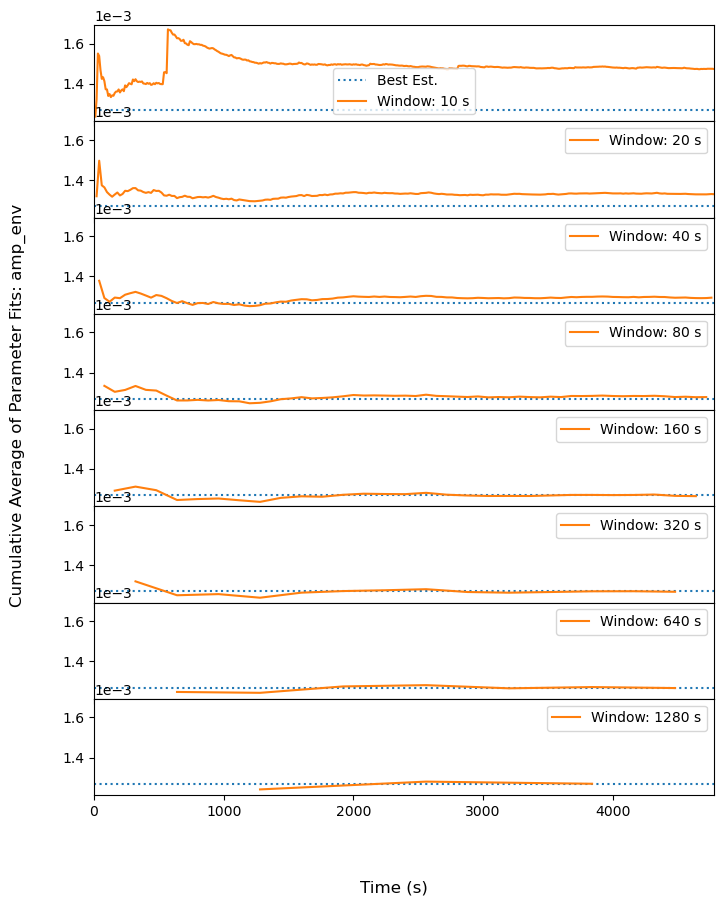 1e−3
1.6
1.4
Best Est.
Window: 10 s
1e−3
1.6
1.4
Window: 20 s
1e−3
1.6
1.4
Window: 40 s
1e−3
1.6
1.4
Window: 80 s
1e−3
1.6
1.4
Window: 160 s
1e−3
1.6
1.4
Window: 320 s
1e−3
1.6
1.4
Window: 640 s
1e−3
1.6
1.4
Window: 1280 s
0 1000 2000 3000 4000
Time (s)
Cumulative Average of Parameter Fits: amp_env